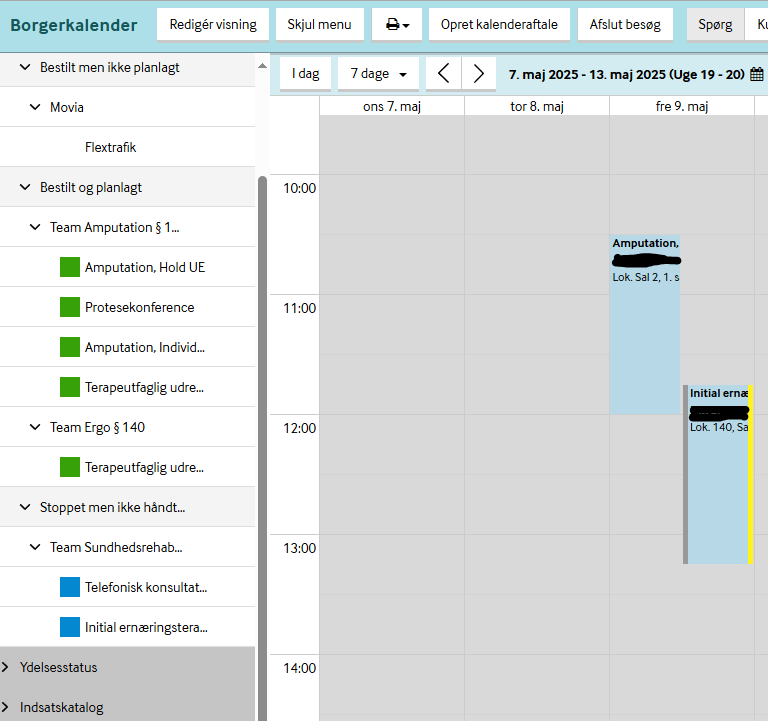 Borgerkalender
Redigér visning
Skjul menu
Opret kalenderaftale
Afslut besøg
Spørg
Bestilt men ikke planlagt
Movia
Flextrafik
Bestilt og planlagt
Team Amputation § 1...
Amputation, Hold UE
Protesekonference
Amputation, Individ...
Terapeutfaglig udre...
Team Ergo § 140
Terapeutfaglig udre...
Stoppet men ikke håndt...
Team Sundhedsrehab...
Telefonisk konsultat...
Initial ernæringstera...
Ydelsesstatus
Indsatskatalog
I dag
7 dage
7. maj 2025 - 13. maj 2025 (Uge 19 - 20)
ons 7. maj
tor 8. maj
fre 9. maj
10:00
Amputation,
Lok. Sal 2, 1. s
11:00
Initial ernæ
Lok. 140, Sa
12:00
13:00
14:00